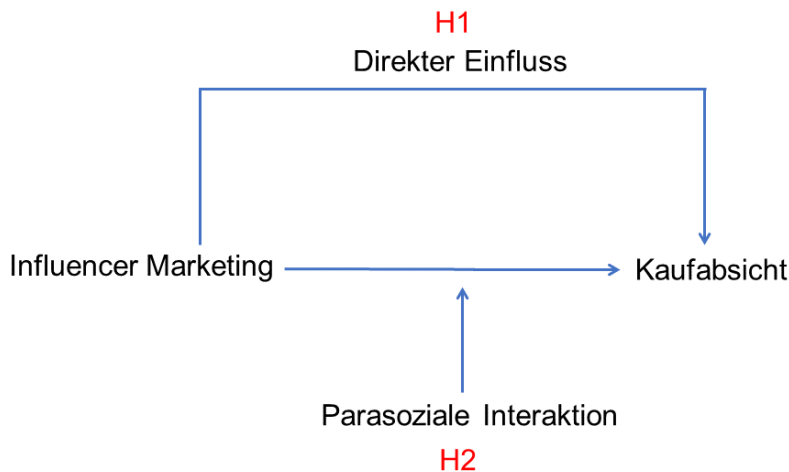 H1
Direkter Einfluss
Influencer Marketing
Kaufabsicht
Parasoziale Interaktion
H2